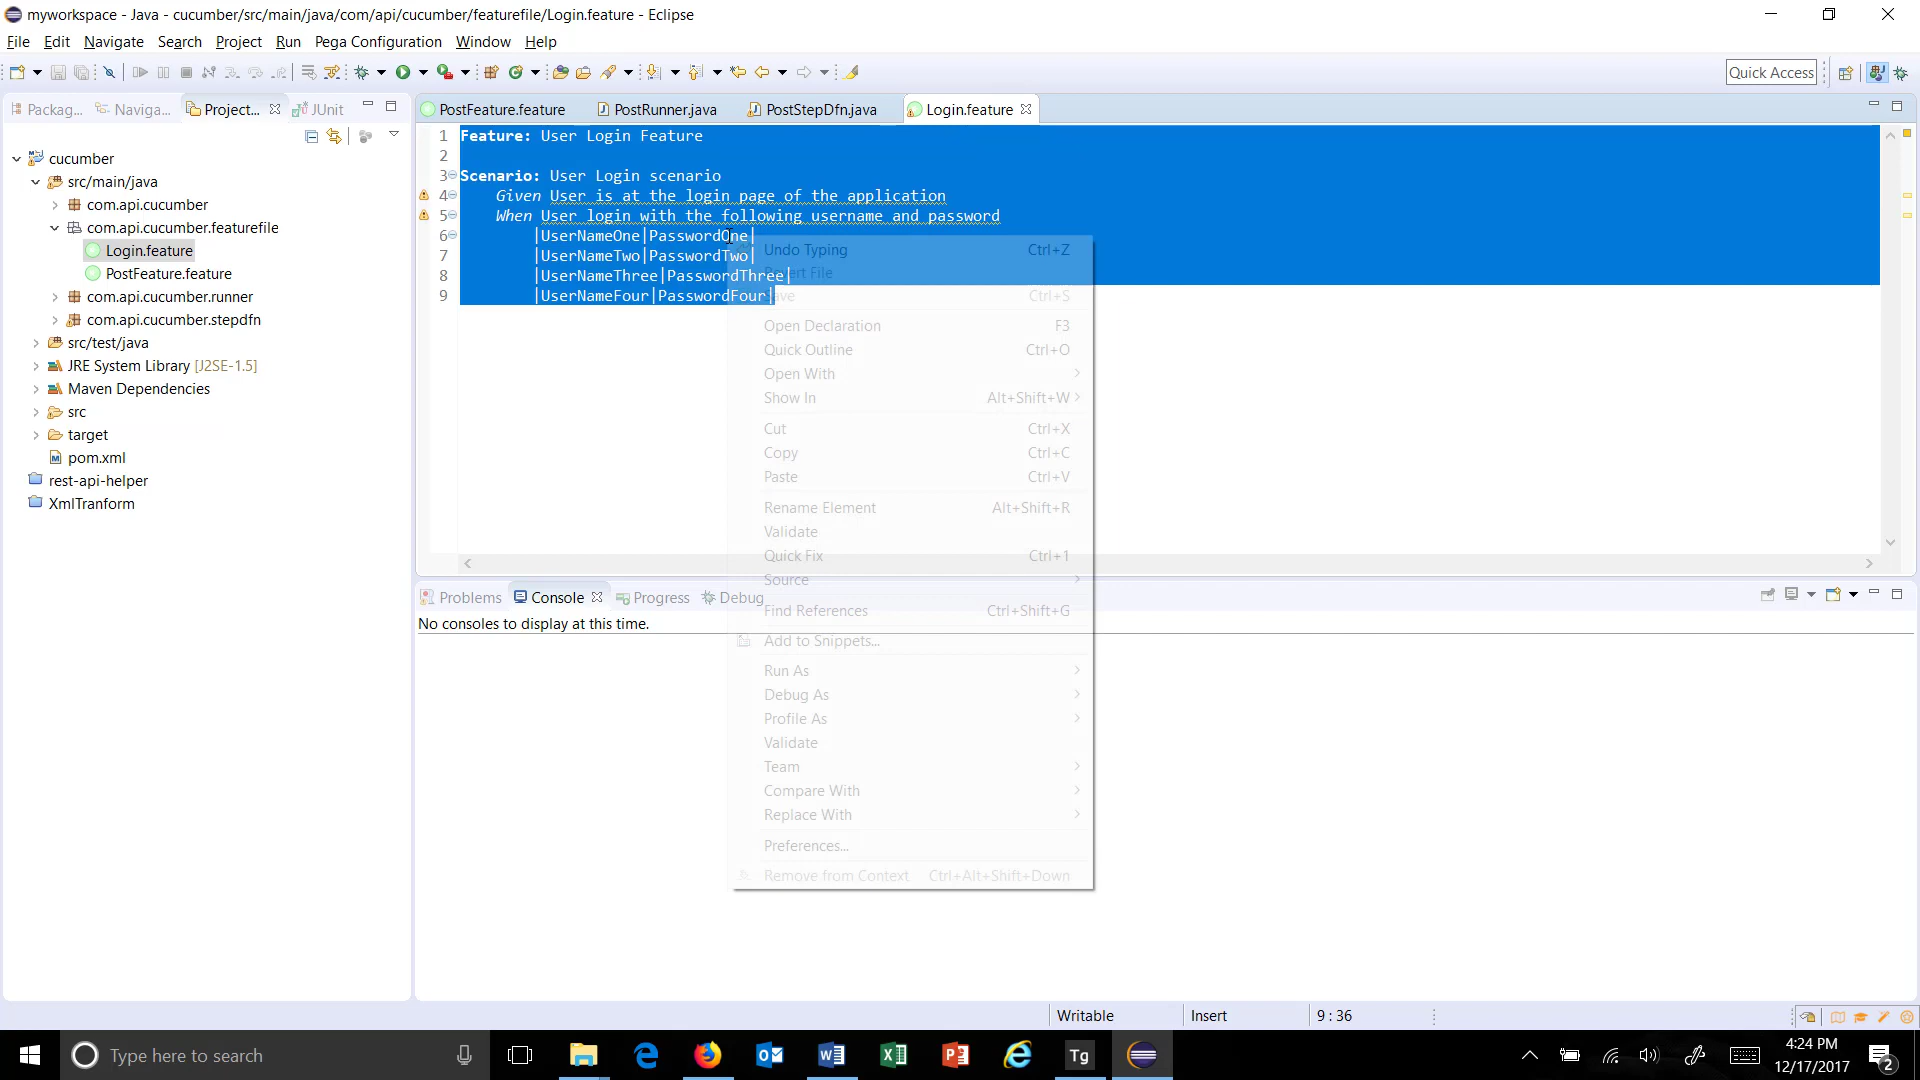 myworkspace - Java - cucumber/src/main/java/com/api/cucumber/featurefile/Login.feature - Eclipse
File Edit Navigate Search Project Run Pega Configuration Window Help
Quick Access
Packag... Naviga... Project... JUnit
PostFeature.feature PostRunner.java PostStepDfn.java Login.feature
cucumber
src/main/java
com.api.cucumber
com.api.cucumber.featurefile
Login.feature
PostFeature.feature
com.api.cucumber.runner
com.api.cucumber.stepdfn
src/test/java
JRE System Library [J2SE-1.5]
Maven Dependencies
src
target
pom.xml
rest-api-helper
XmlTranform
1 Feature: User Login Feature
2
3 Scenario: User Login scenario
4 Given User is at the login page of the application
5 When User login with the following username and password
6 |UserNameOne|PasswordOne|
7 |UserNameTwo|PasswordTwo|
8 |UserNameThree|PasswordThree|
9 |UserNameFour|PasswordFour|
Undo Typing Ctrl+Z
File
Ctrl+S
Open Declaration F3
Quick Outline Ctrl+O
Open With
Show In Alt+Shift+W
Cut Ctrl+X
Copy Ctrl+C
Paste Ctrl+V
Rename Element Alt+Shift+R
Validate
Quick Fix Ctrl+1
Source
Find References Ctrl+Shift+G
Add to Snippets...
Run As
Debug As
Profile As
Validate
Team
Compare With
Replace With
Preferences...
Remove from Context Ctrl+Alt+Shift+Down
Problems Console Progress Debug
No consoles to display at this time.
Writable Insert 9 : 36
Type here to search
Tg
4:24 PM
12/17/2017
2